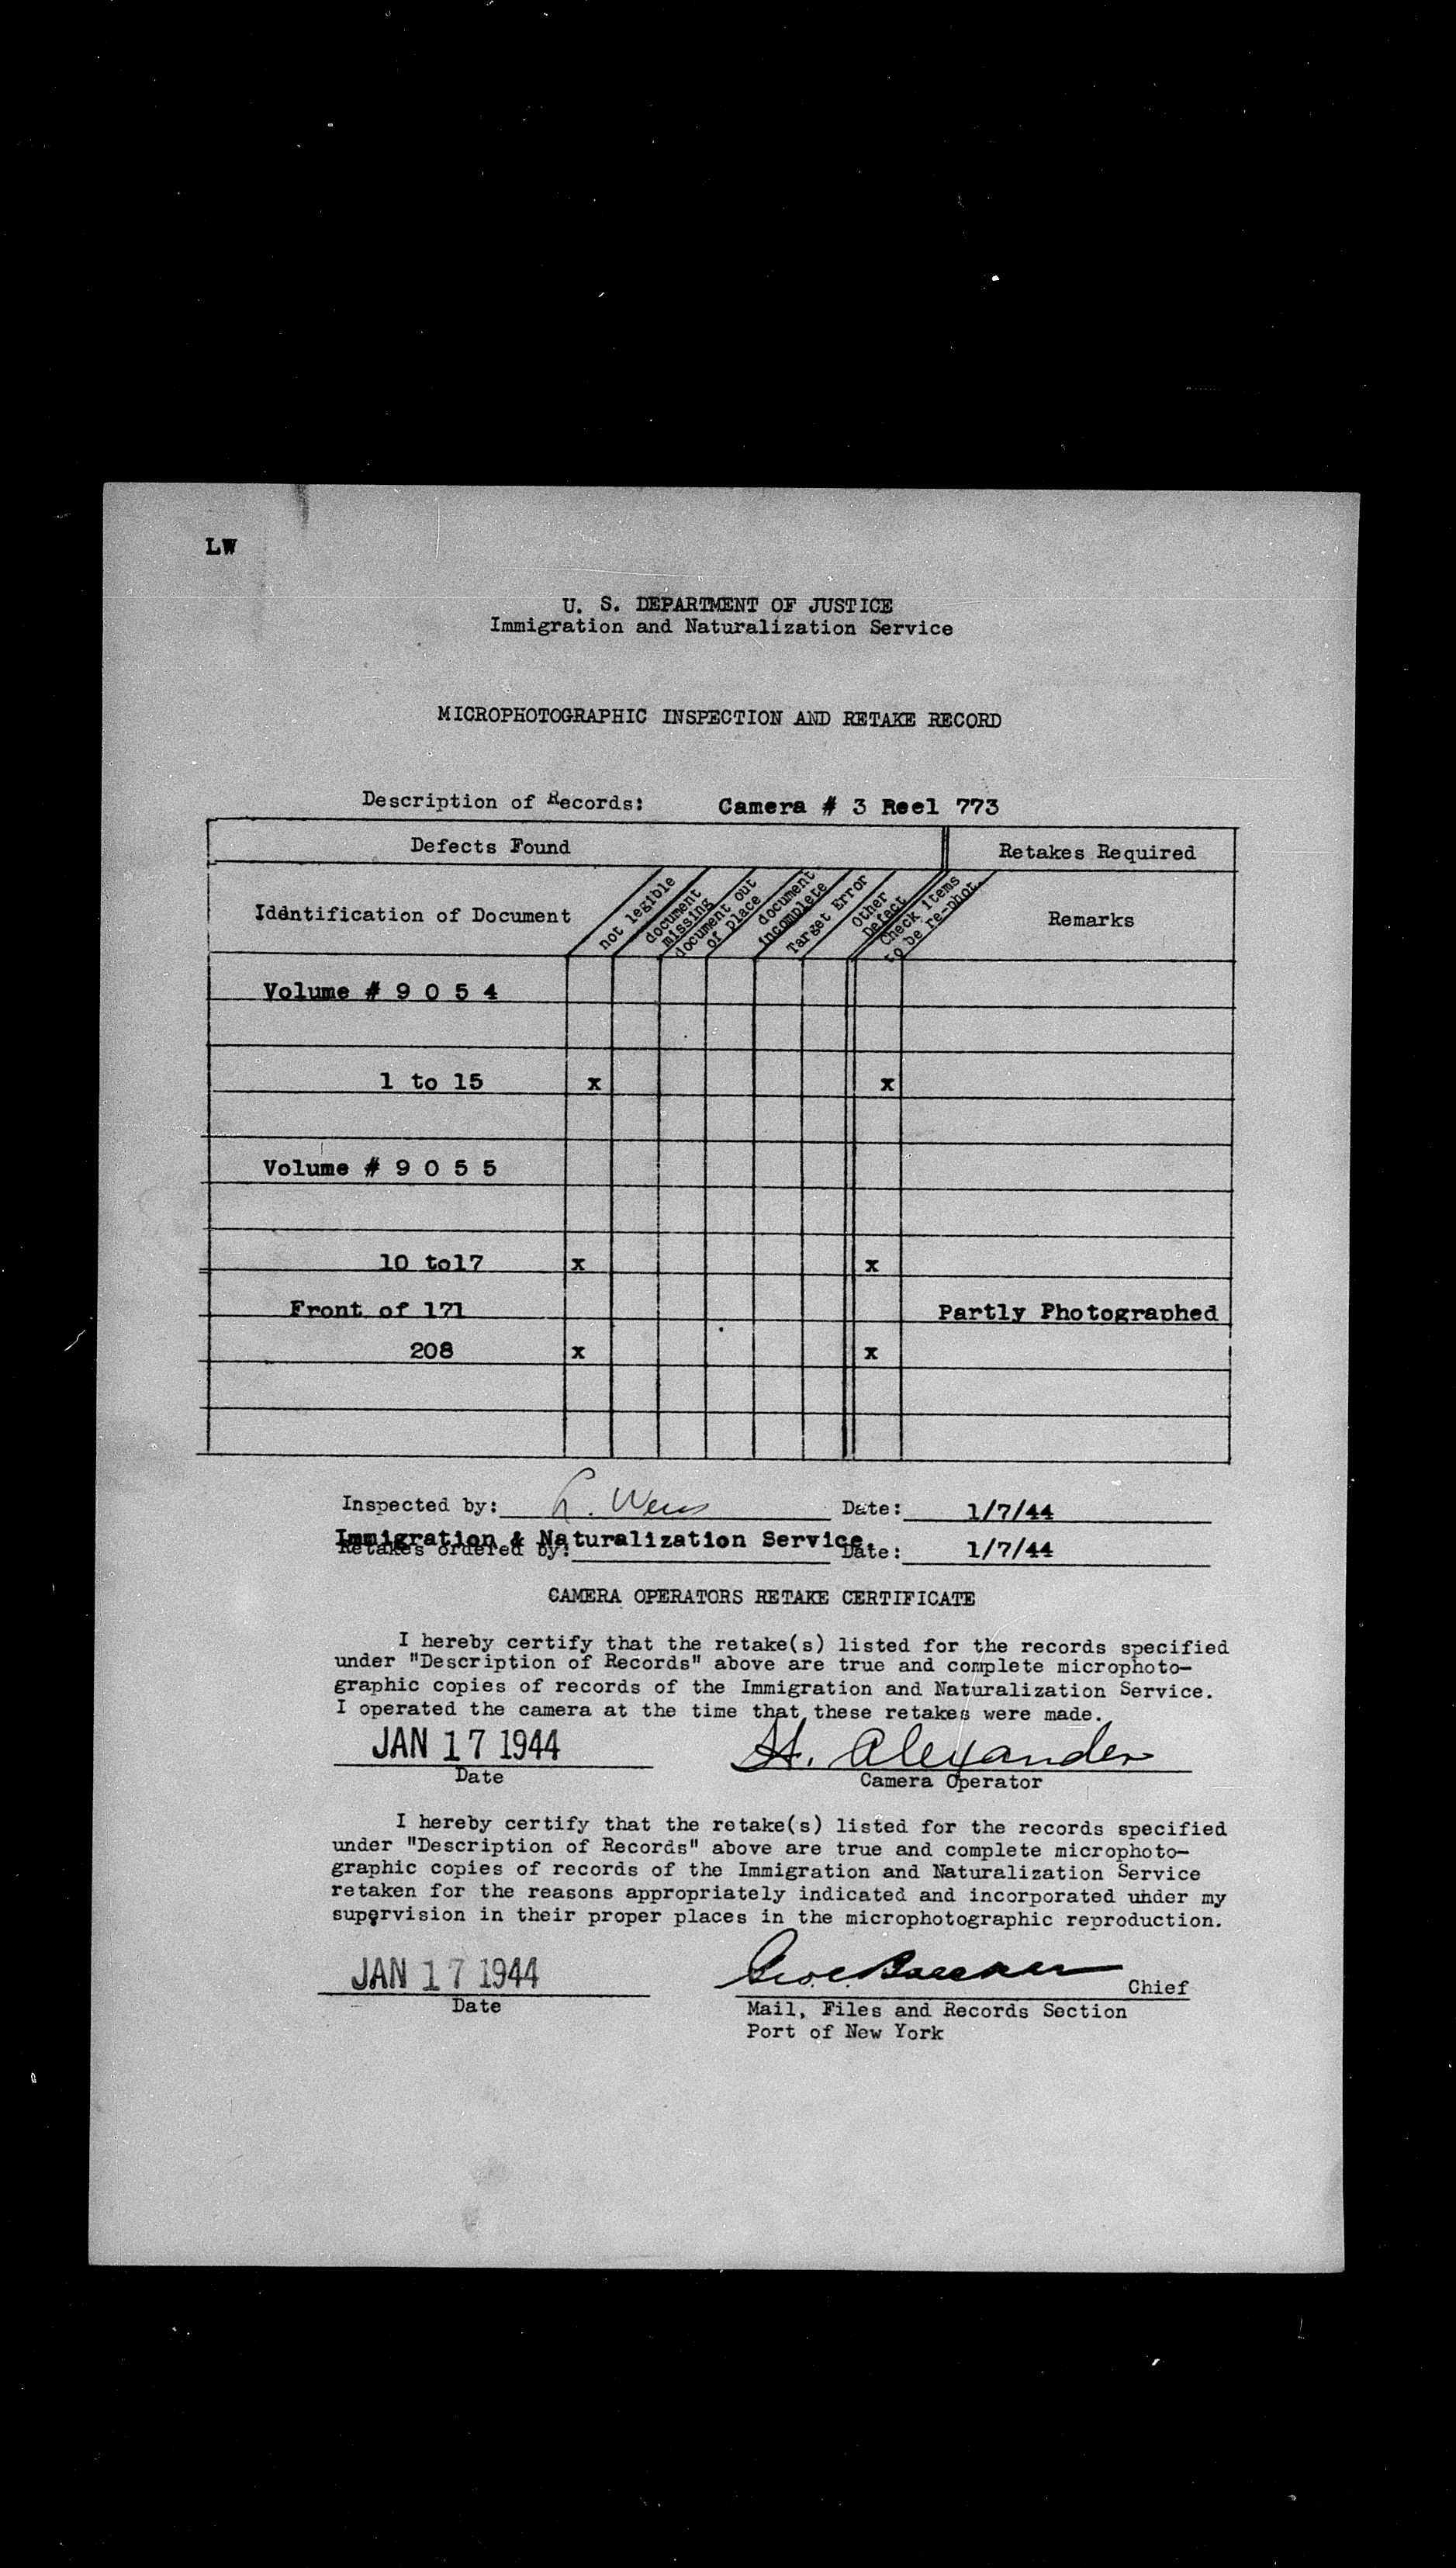 LW
U. S. DEPARTMENT OF JUSTICE
Immigration and Naturalization Service
MICROPHOTOGRAPHIC INSPECTION AND RETAKE RECORD
Description of Records: Camera # 3 Reel 773
Defects Found
Retakes Required
Identification of Document
not legible
document
missing
document out
of place
document
incomplete
Target Error
Other
Defect
Check items
to be re-phot.
Remarks
Volume # 9 0 5 4
1 to 15 x x
Volume # 9 0 5 5
10 to17 x x
Front of 171 Partly Photographed
208 x x
Inspected by: Date: 1/7/44
Immigration & Naturalization Service.
Retakes ordered by: Date: 1/7/44
CAMERA OPERATORS RETAKE CERTIFICATE
I hereby certify that the retake(s) listed for the records specified
under "Description of Records" above are true and complete microphoto-
graphic copies of records of the Immigration and Naturalization Service.
I operated the camera at the time that these retakes were made.
JAN 17 1944 H. Alexander
Date Camera Operator
I hereby certify that the retake(s) listed for the records specified
under "Description of Records" above are true and complete microphoto-
graphic copies of records of the Immigration and Naturalization Service
retaken for the reasons appropriately indicated and incorporated under my
supervision in their proper places in the microphotographic reproduction.
JAN 17 1944 Chief
Date
Mail, Files and Records Section
Port of New York